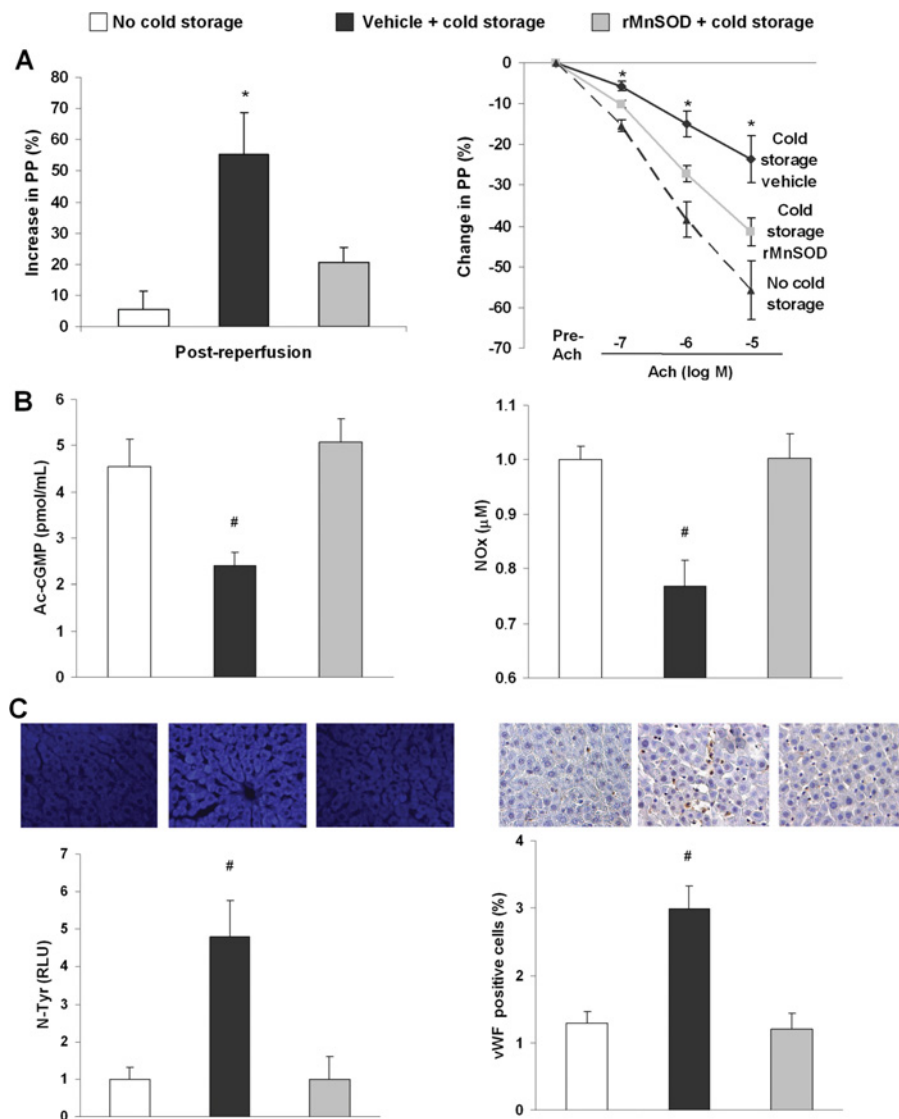 No cold storage
Vehicle + cold storage
rMnSOD + cold storage
A
Increase in PP (%)
80
70
60
50
40
30
20
10
0
*
Post-reperfusion
Change in PP (%)
0
-10
-20
-30
-40
-50
-60
-70
*
*
*
Cold
storage
vehicle
Cold
storage
rMnSOD
No cold
storage
Pre-
Ach
-7
-6
-5
Ach (log M)
B
Ac-cGMP (pmol/mL)
6
5
4
3
2
1
0
#
NOx (µM)
1.1
1.0
0.9
0.8
0.7
0.6
#
C
N-Tyr (RLU)
7
6
5
4
3
2
1
0
#
vWF positive cells (%)
4
3
2
1
0
#